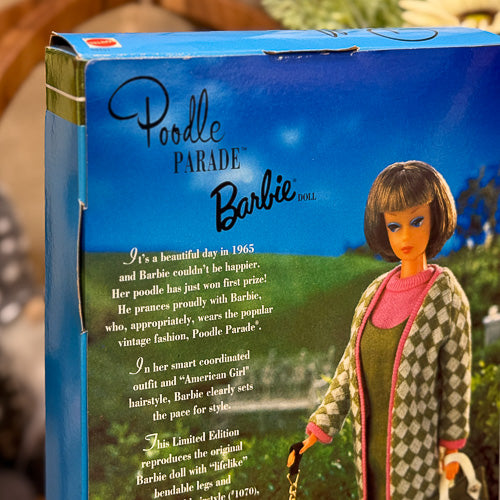 Poodle
PARADE™
Barbie® DOLL
It's a beautiful day in 1965
and Barbie couldn't be happier.
Her poodle has just won first prize!
He prances proudly with Barbie,
who, appropriately, wears the popular
vintage fashion, Poodle Parade®.
In her smart coordinated
outfit and "American Girl"
hairstyle, Barbie clearly sets
the pace for style.
This Limited Edition
reproduces the original
Barbie doll with "lifelike"
bendable legs and
(#1070),